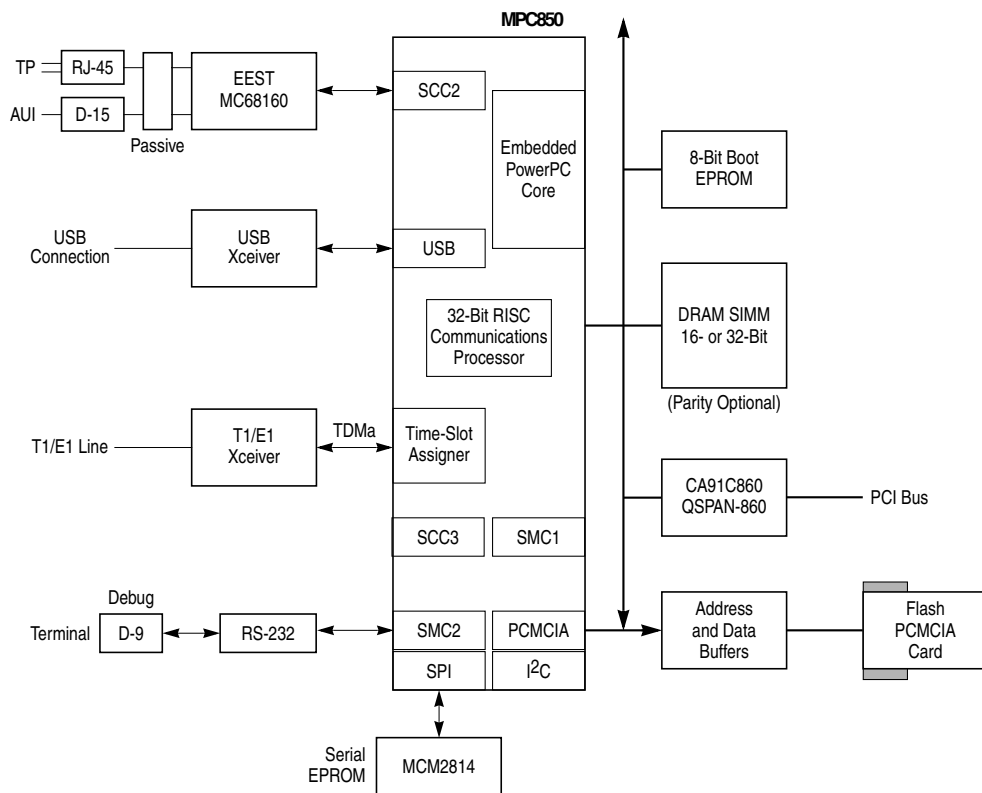 MPC850
TP
RJ-45
AUI
D-15
Passive
EEST
MC68160
SCC2
Embedded
PowerPC
Core
8-Bit Boot
EPROM
USB
Connection
USB
Xceiver
USB
32-Bit RISC
Communications
Processor
DRAM SIMM
16- or 32-Bit
(Parity Optional)
T1/E1 Line
T1/E1
Xceiver
TDMa
Time-Slot
Assigner
CA91C860
QSPAN-860
PCI Bus
SCC3
SMC1
Debug
Terminal
D-9
RS-232
SMC2
PCMCIA
Address
and Data
Buffers
Flash
PCMCIA
Card
SPI
I2C
Serial
EPROM
MCM2814